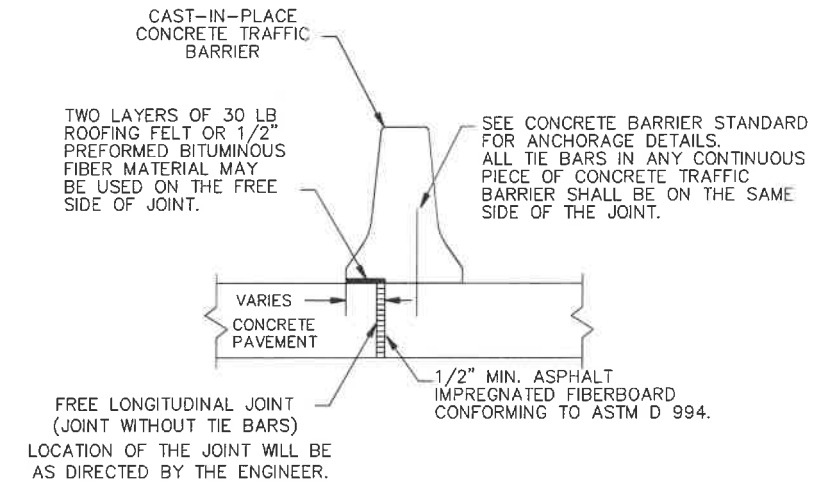 CAST-IN-PLACE
CONCRETE TRAFFIC
BARRIER
TWO LAYERS OF 30 LB
ROOFING FELT OR 1/2"
PREFORMED BITUMINOUS
FIBER MATERIAL MAY
BE USED ON THE FREE
SIDE OF JOINT.
SEE CONCRETE BARRIER STANDARD
FOR ANCHORAGE DETAILS.
ALL TIE BARS IN ANY CONTINUOUS
PIECE OF CONCRETE TRAFFIC
BARRIER SHALL BE ON THE SAME
SIDE OF THE JOINT.
VARIES
CONCRETE
PAVEMENT
1/2" MIN. ASPHALT
IMPREGNATED FIBERBOARD
CONFORMING TO ASTM D 994.
FREE LONGITUDINAL JOINT
(JOINT WITHOUT TIE BARS)
LOCATION OF THE JOINT WILL BE
AS DIRECTED BY THE ENGINEER.